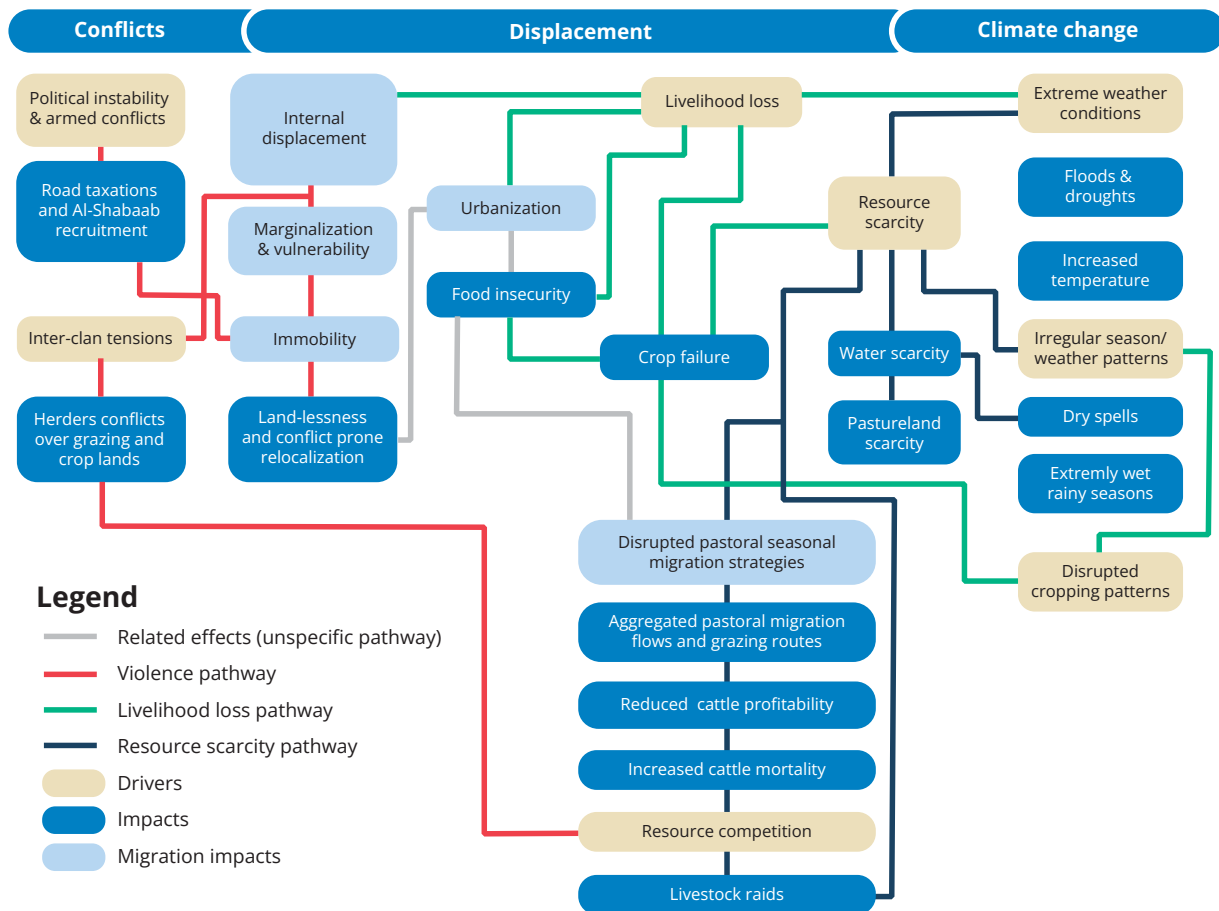 Conflicts
Displacement
Climate change
Political instability
& armed conflicts
Road taxations
and Al-Shabaab
recruitment
Inter-clan tensions
Herders conflicts
over grazing and
crop lands
Internal
displacement
Marginalization
& vulnerability
Immobility
Land-lessness
and conflict prone
relocalization
Urbanization
Food insecurity
Livelihood loss
Crop failure
Resource
scarcity
Water scarcity
Pastureland
scarcity
Extreme weather
conditions
Floods &
droughts
Increased
temperature
Irregular season/
weather patterns
Dry spells
Extremly wet
rainy seasons
Disrupted
cropping patterns
Disrupted pastoral seasonal
migration strategies
Aggregated pastoral migration
flows and grazing routes
Reduced cattle profitability
Increased cattle mortality
Resource competition
Livestock raids
Legend
Related effects (unspecific pathway)
Violence pathway
Livelihood loss pathway
Resource scarcity pathway
Drivers
Impacts
Migration impacts